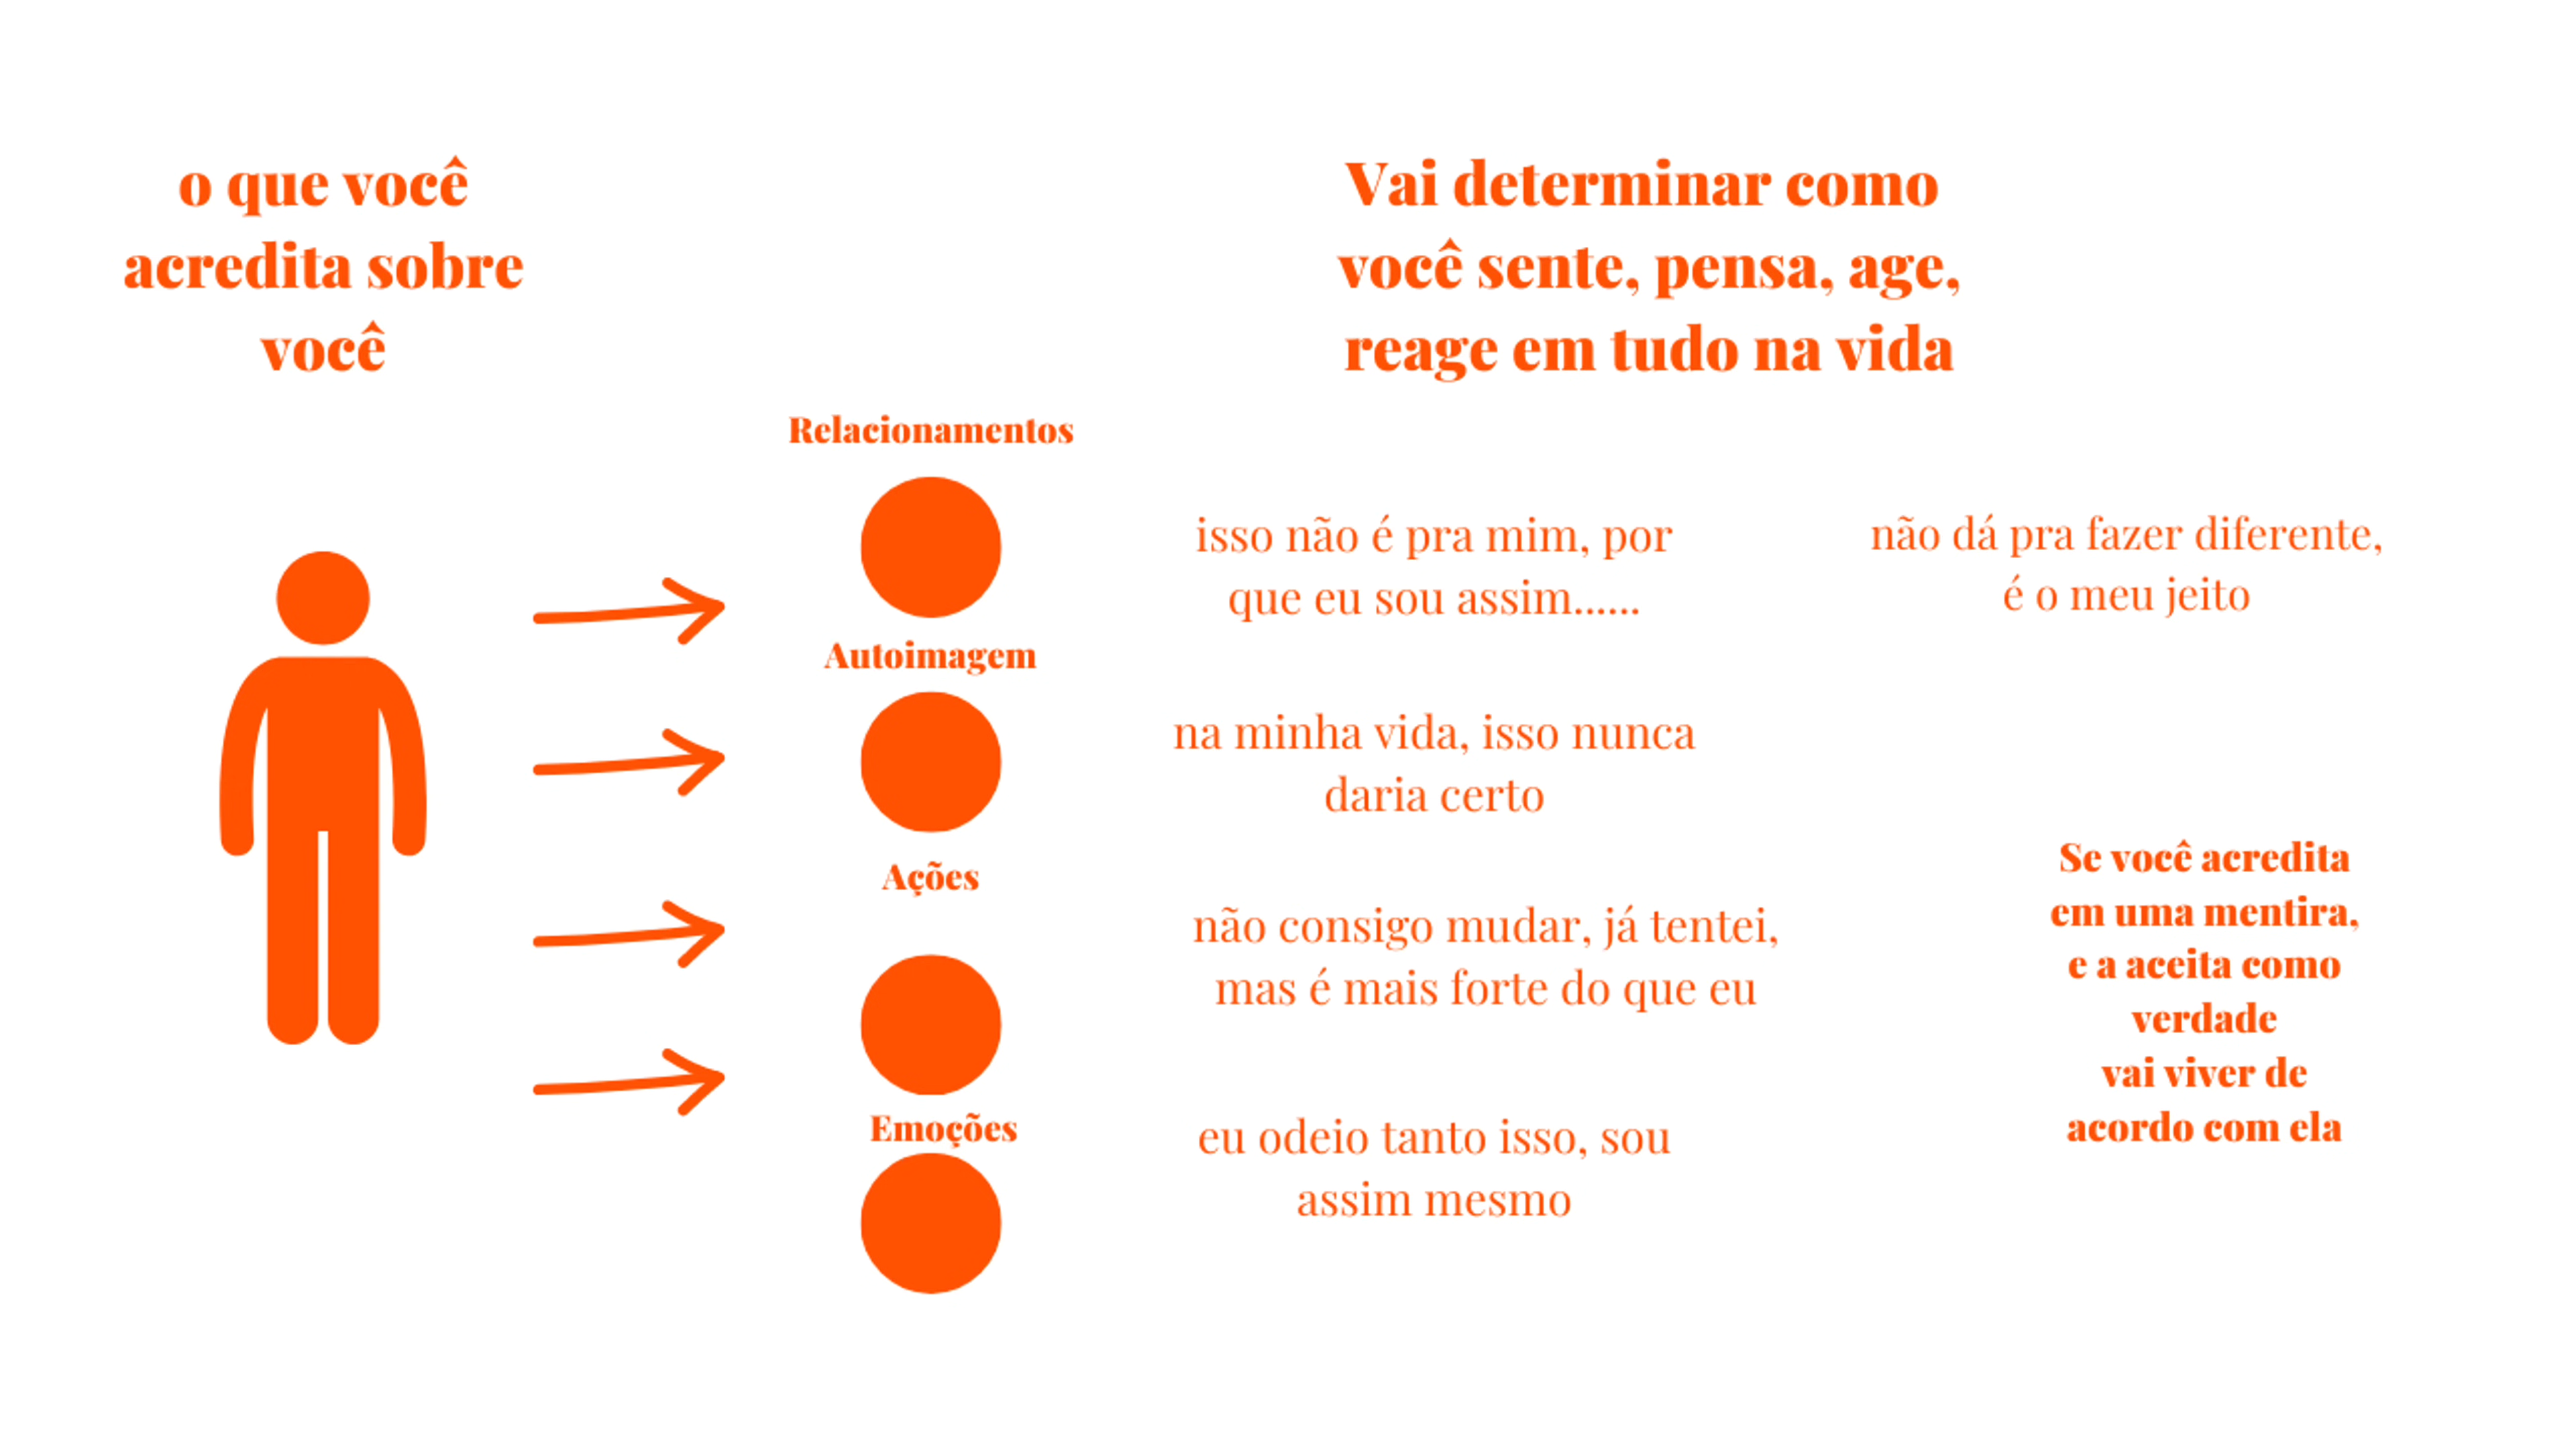 o que você
acredita sobre
você
Vai determinar como
você sente, pensa, age,
reage em tudo na vida
Relacionamentos
isso não é pra mim, por
que eu sou assim......
não dá pra fazer diferente,
é o meu jeito
Autoimagem
na minha vida, isso nunca
daria certo
Ações
não consigo mudar, já tentei,
mas é mais forte do que eu
Emoções
eu odeio tanto isso, sou
assim mesmo
Se você acredita
em uma mentira,
e a aceita como
verdade
vai viver de
acordo com ela